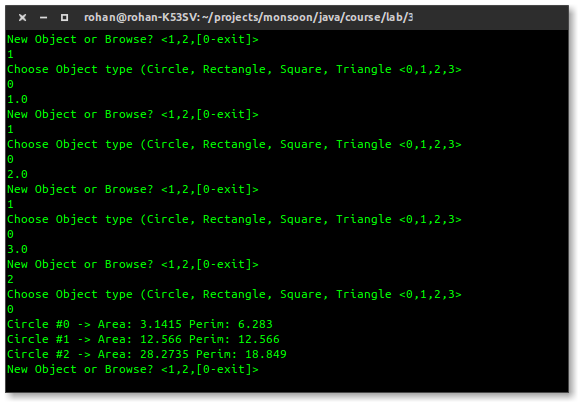 rohan@rohan-K53SV: ~/projects/monsoon/java/course/lab/3
New Object or Browse? <1,2,[0-exit]>
1
Choose Object type (Circle, Rectangle, Square, Triangle <0,1,2,3>
0
1.0
New Object or Browse? <1,2,[0-exit]>
1
Choose Object type (Circle, Rectangle, Square, Triangle <0,1,2,3>
0
2.0
New Object or Browse? <1,2,[0-exit]>
1
Choose Object type (Circle, Rectangle, Square, Triangle <0,1,2,3>
0
3.0
New Object or Browse? <1,2,[0-exit]>
2
Choose Object type (Circle, Rectangle, Square, Triangle <0,1,2,3>
0
Circle #0 -> Area: 3.1415 Perim: 6.283
Circle #1 -> Area: 12.566 Perim: 12.566
Circle #2 -> Area: 28.2735 Perim: 18.849
New Object or Browse? <1,2,[0-exit]>